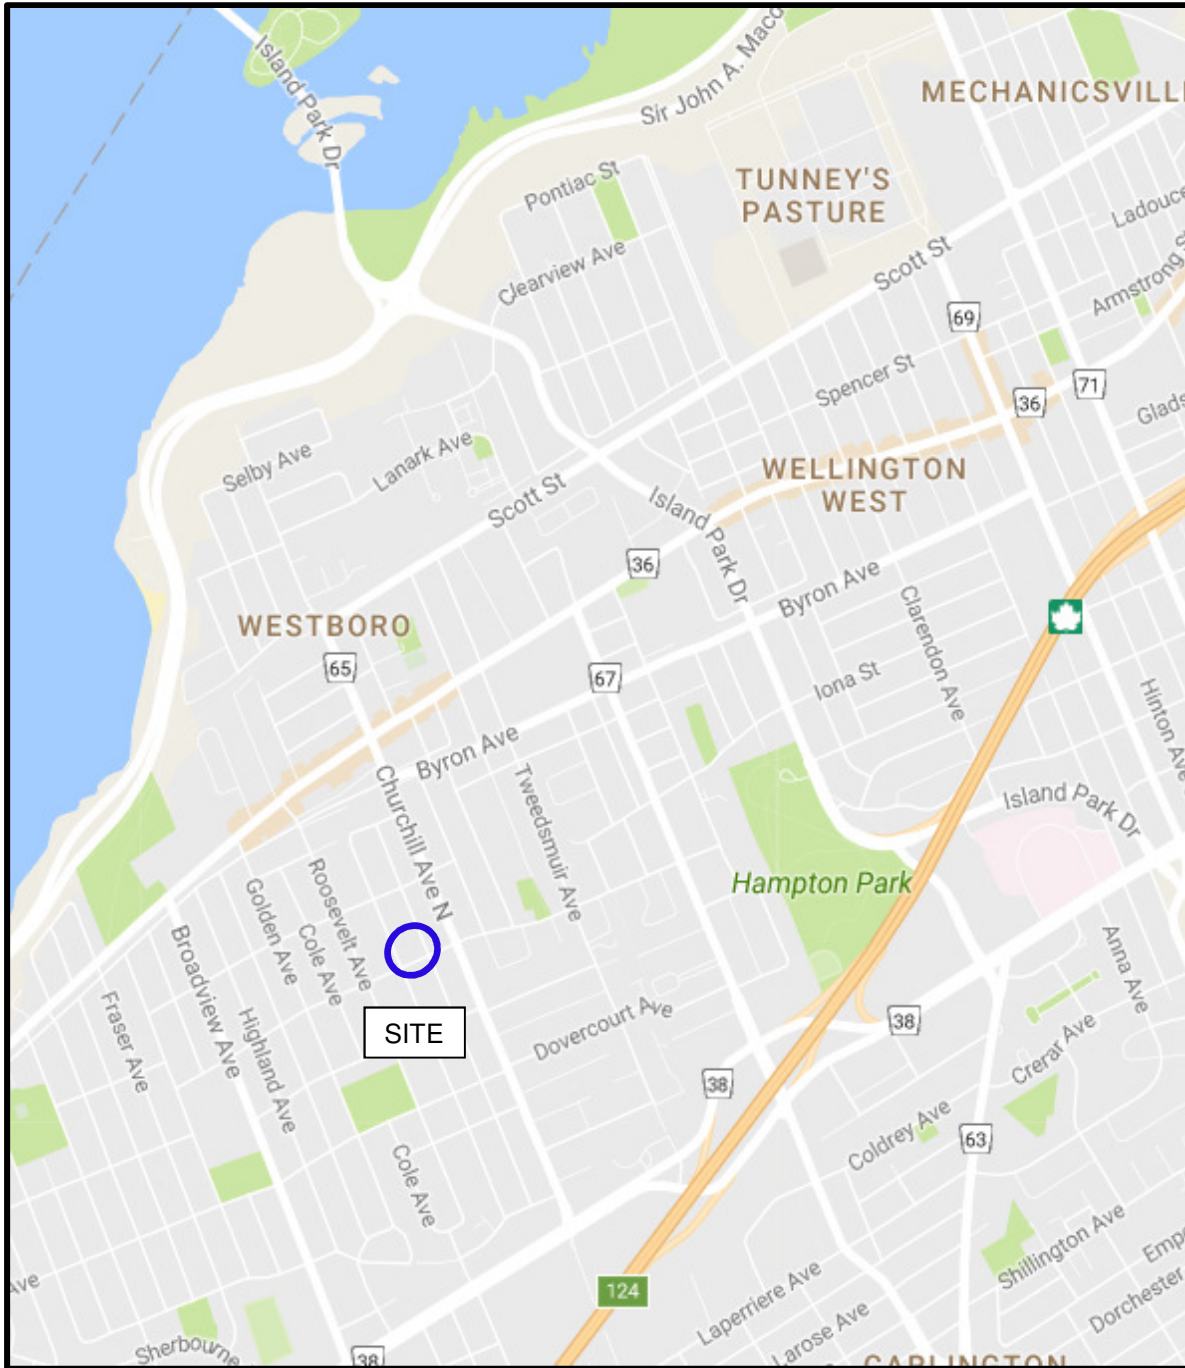 Island Park Dr
Sir John A. Macd
MECHANICSVILL
Pontiac St
TUNNEY'S
PASTURE
Ladouce
Clearview Ave
Scott St
Armstrong S
69
Spencer St
36
71
Glads
Selby Ave
Lanark Ave
WELLINGTON
WEST
Scott St
Island Park Dr
36
Byron Ave
Clarendon Ave
WESTBORO
65
67
Iona St
Hinton Ave
Byron Ave
Churchill Ave N
Tweedsmuir Ave
Island Park Dr
Hampton Park
Roosevelt Ave
Golden Ave
Cole Ave
Broadview Ave
Anna Ave
Fraser Ave
Highland Ave
SITE
Dovercourt Ave
38
Crerar Ave
38
Coldrey Ave
63
Cole Ave
Shillington Ave
Emp
Ave
124
Laperriere Ave
Dorchester
Larose Ave
Sherbourne
38
CARLINGTON